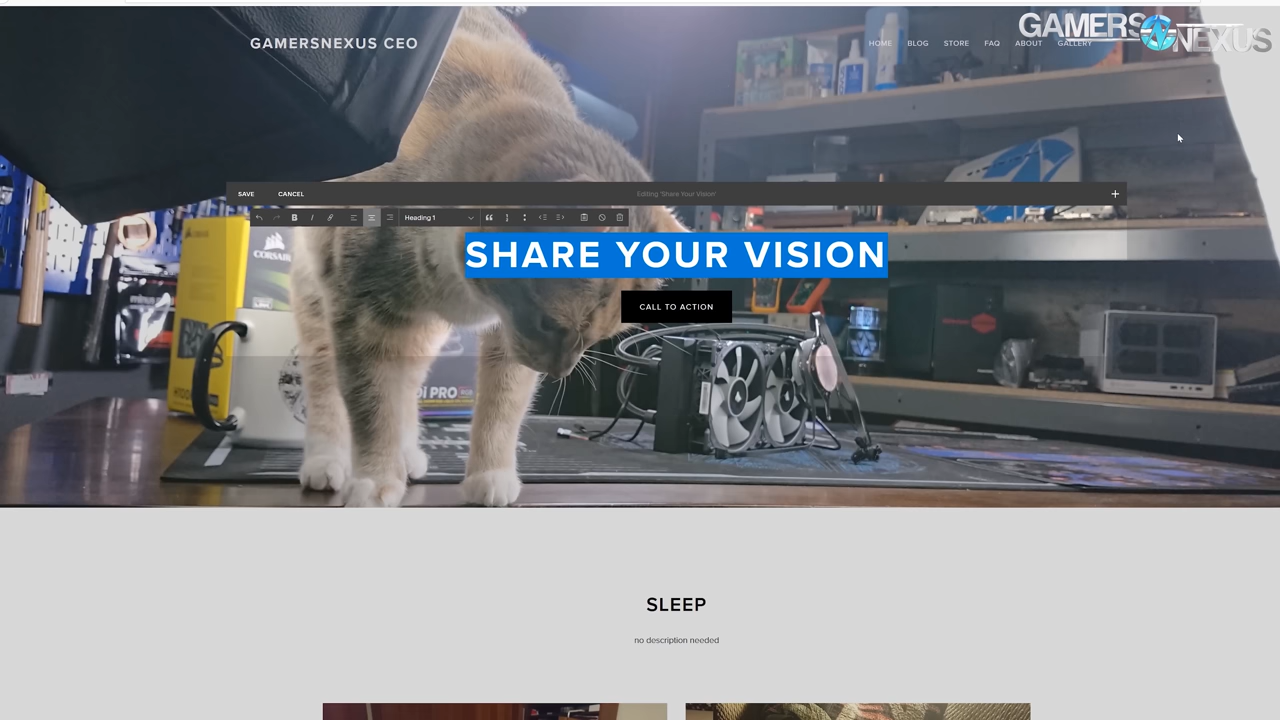 GAMERSNEXUS CEO
HOME BLOG STORE FAQ ABOUT GALLERY
GAMERS NEXUS
SAVE CANCEL Editing 'Share Your Vision'
Heading 1
SHARE YOUR VISION
CALL TO ACTION
CORSAIR
PRO
SLEEP
no description needed